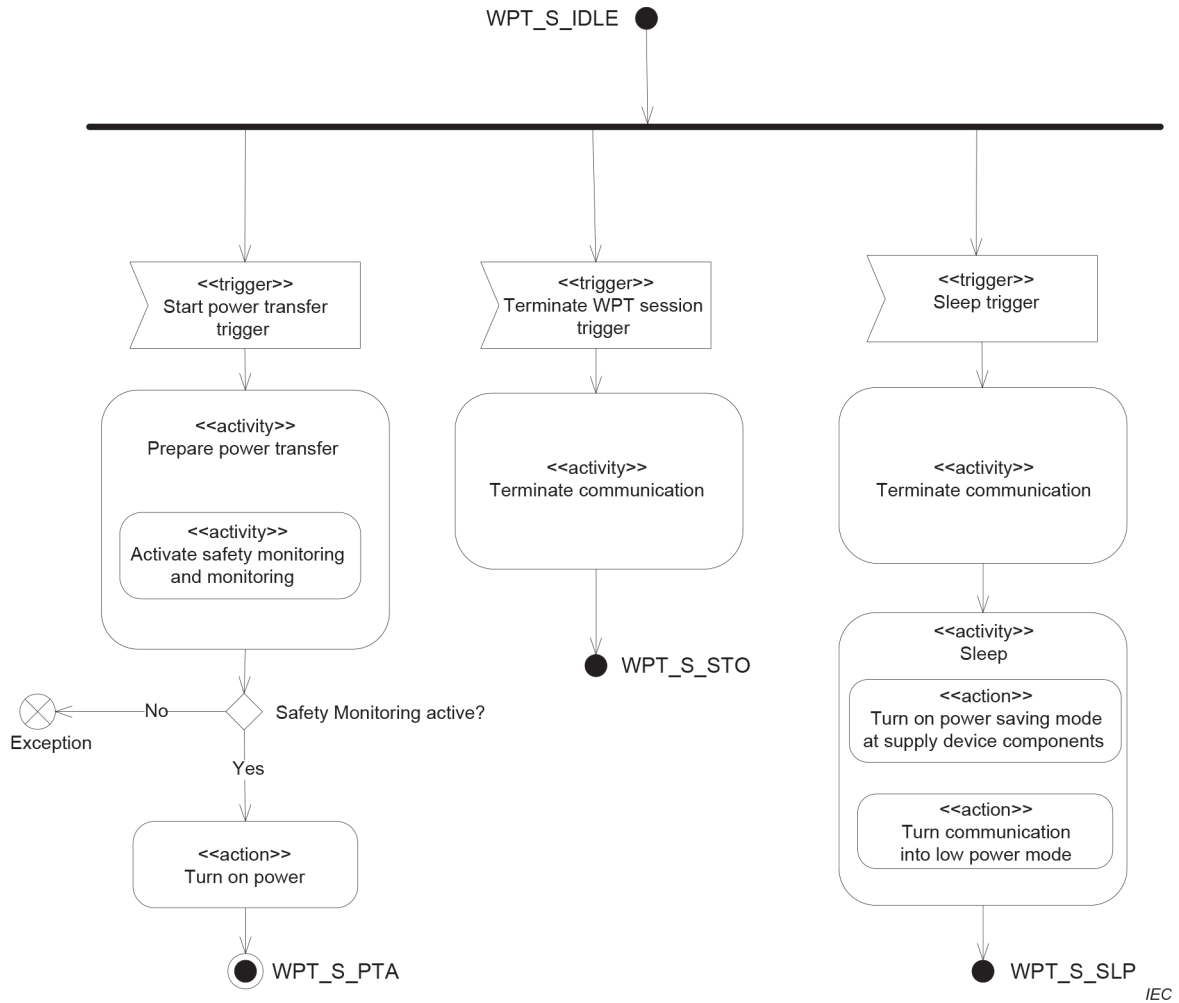 WPT_S_IDLE
<<trigger>>
Start power transfer
trigger
<<activity>>
Prepare power transfer
<<activity>>
Activate safety monitoring
and monitoring
Safety Monitoring active?
No
Exception
Yes
<<action>>
Turn on power
WPT_S_PTA
<<trigger>>
Terminate WPT session
trigger
<<activity>>
Terminate communication
WPT_S_STO
<<trigger>>
Sleep trigger
<<activity>>
Terminate communication
<<activity>>
Sleep
<<action>>
Turn on power saving mode
at supply device components
<<action>>
Turn communication
into low power mode
WPT_S_SLP
IEC